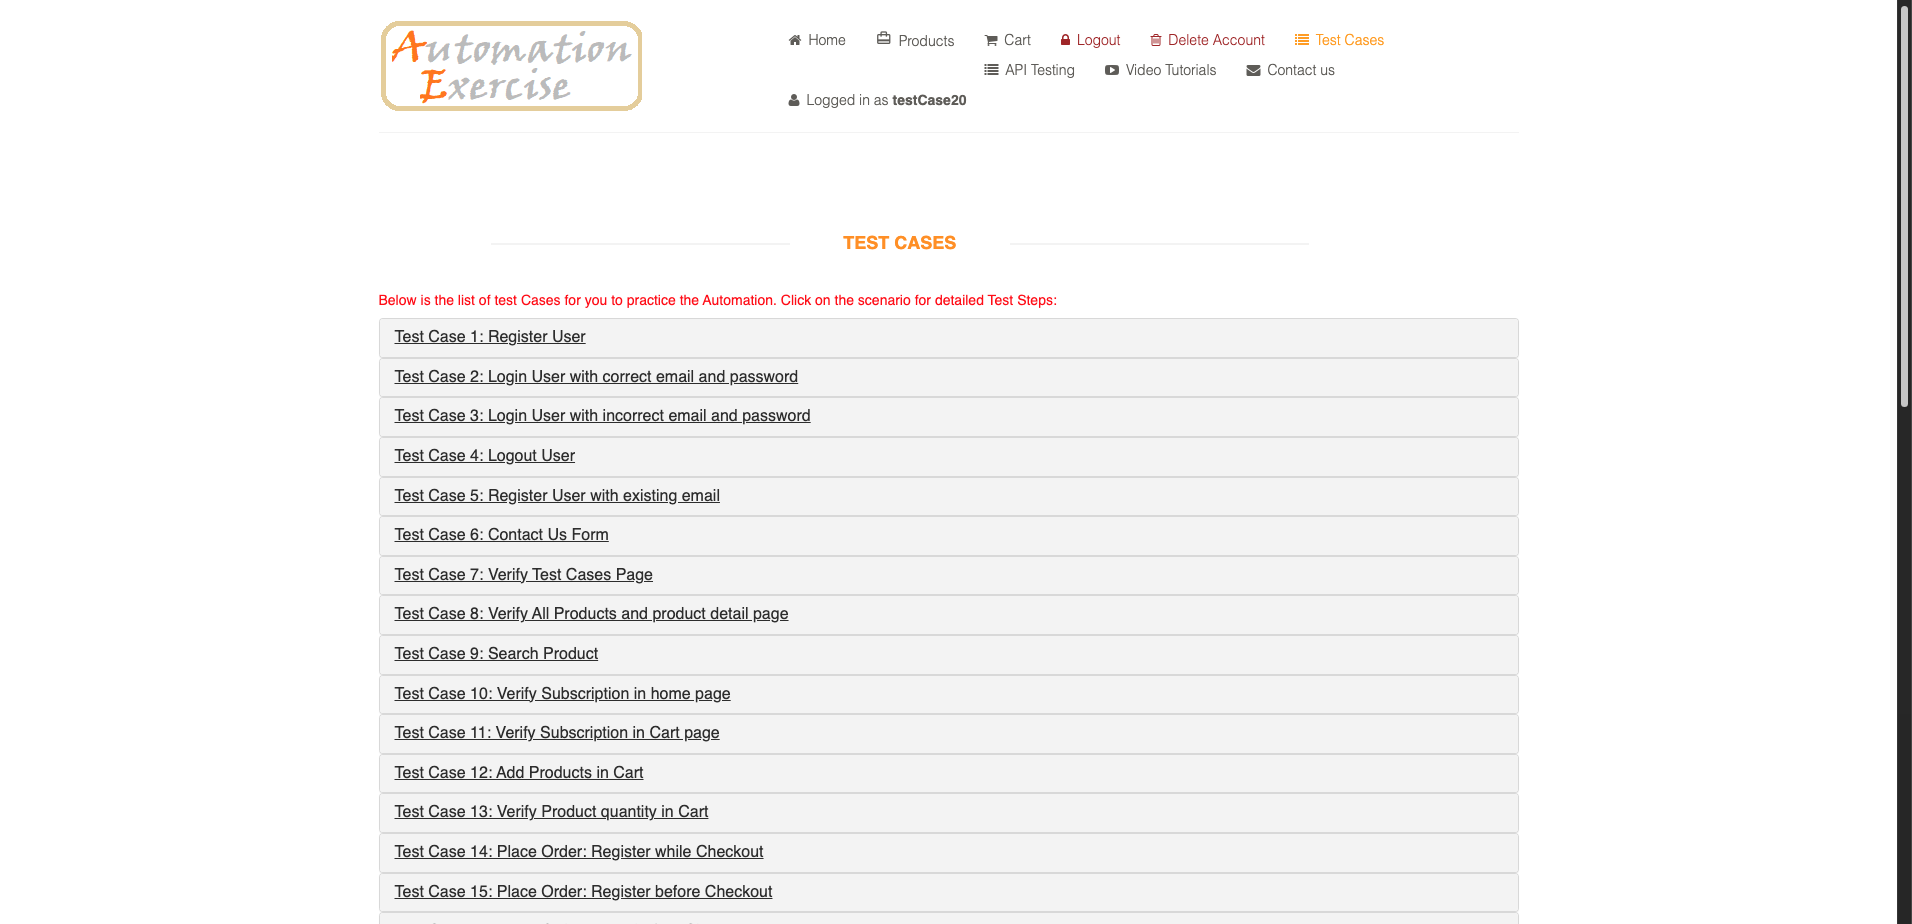 Automation
Exercise
Home Products Cart Logout Delete Account Test Cases
API Testing Video Tutorials Contact us
Logged in as testCase20
TEST CASES
Below is the list of test Cases for you to practice the Automation. Click on the scenario for detailed Test Steps:
Test Case 1: Register User
Test Case 2: Login User with correct email and password
Test Case 3: Login User with incorrect email and password
Test Case 4: Logout User
Test Case 5: Register User with existing email
Test Case 6: Contact Us Form
Test Case 7: Verify Test Cases Page
Test Case 8: Verify All Products and product detail page
Test Case 9: Search Product
Test Case 10: Verify Subscription in home page
Test Case 11: Verify Subscription in Cart page
Test Case 12: Add Products in Cart
Test Case 13: Verify Product quantity in Cart
Test Case 14: Place Order: Register while Checkout
Test Case 15: Place Order: Register before Checkout